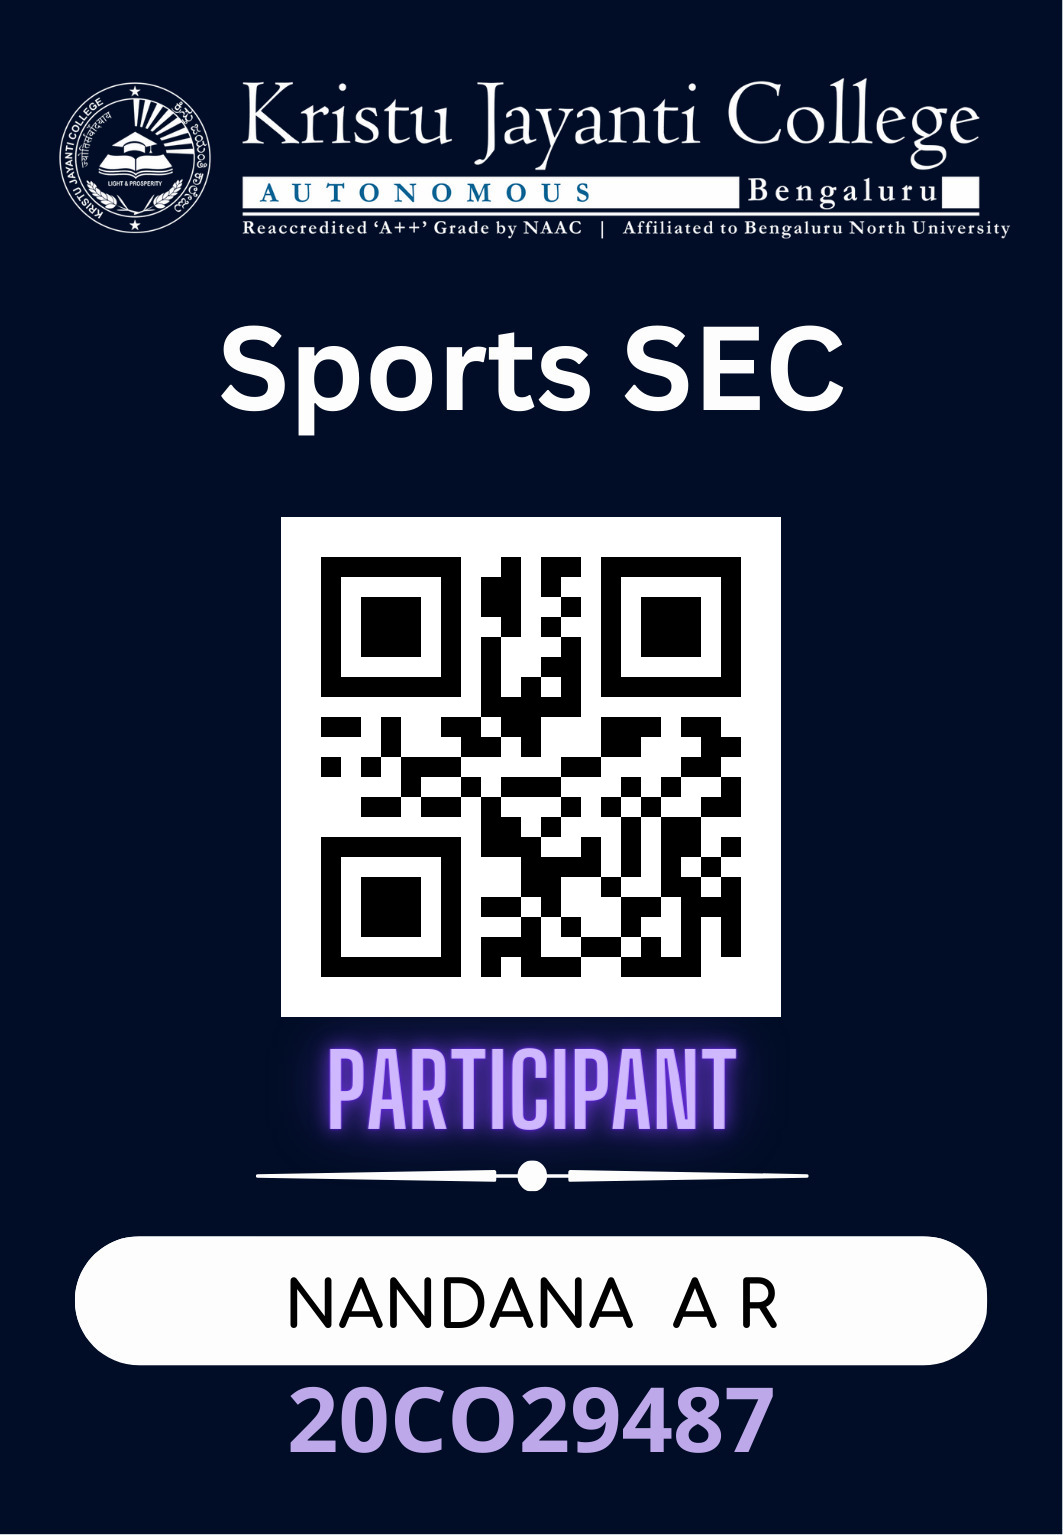 KRISTU JAYANTI COLLEGE
ज्योतिसंवादयाय
LIGHT & PROSPERITY
Kristu Jayanti College
AUTONOMOUS Bengaluru
Reaccredited ‘A++’ Grade by NAAC | Affiliated to Bengaluru North University
Sports SEC
PARTICIPANT
NANDANA A R
20CO29487